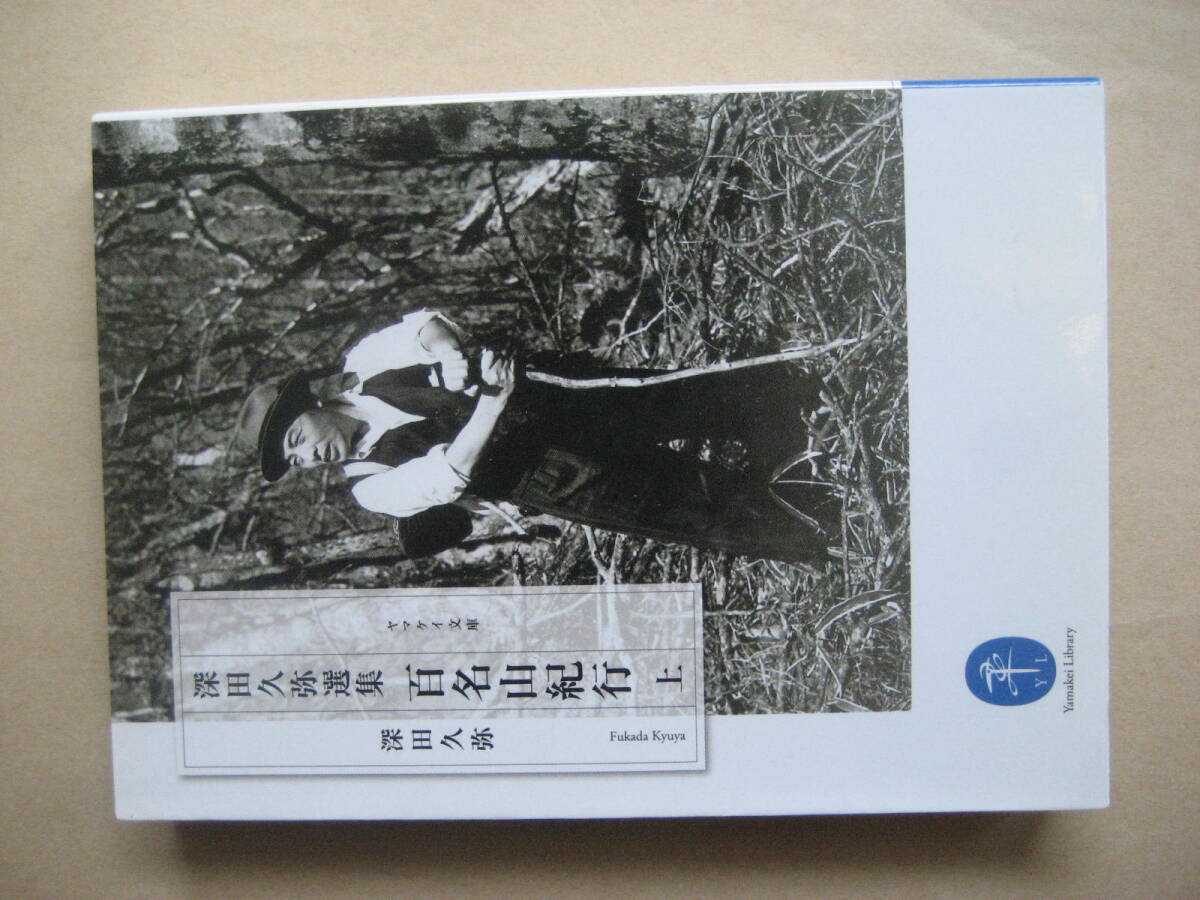 ヤマケイ文庫
深田久弥選集 百名山紀行 上
深田久弥
Fukada Kyuya
Y L
Yamakei Library